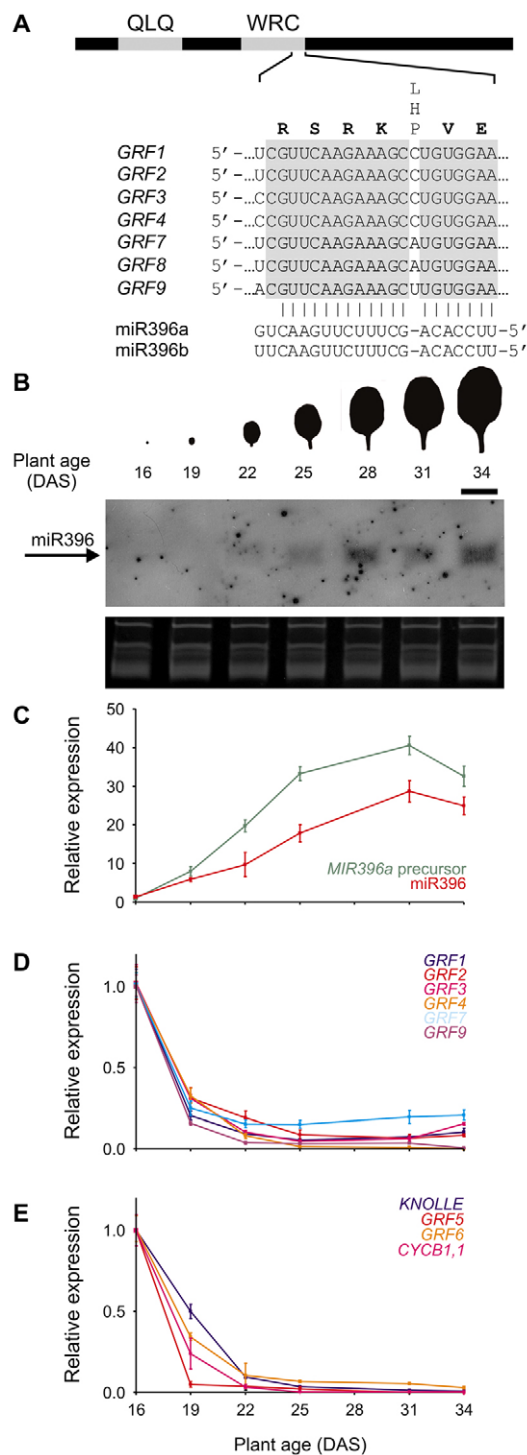 A
QLQ WRC
L
H
R S R K P V E
GRF1 5' -…UCGUUCAAGAAAGCCUGUGGAA…
GRF2 5' -…UCGUUCAAGAAAGCCUGUGGAA…
GRF3 5' -…CCGUUCAAGAAAGCCUGUGGAA…
GRF4 5' -…CCGUUCAAGAAAGCCUGUGGAA…
GRF7 5' -…UCGUUCAAGAAAGCAUGUGGAA…
GRF8 5' -…UCGUUCAAGAAAGCAUGUGGAA…
GRF9 5' -…ACGUUCAAGAAAGCUUGUGGAA…
miR396a GUCAAGUUCUUUCG-ACACCUU-5'
miR396b UUCAAGUUCUUUCG-ACACCUU-5'
B
Plant age (DAS)
16 19 22 25 28 31 34
miR396
C
Relative expression
50
40
30
20
10
0
MIR396a precursor
miR396
D
Relative expression
1.0
0.5
0.0
GRF1
GRF2
GRF3
GRF4
GRF7
GRF9
E
Relative expression
1.0
0.5
0.0
KNOLLE
GRF5
GRF6
CYCB1,1
16 19 22 25 28 31 34
Plant age (DAS)